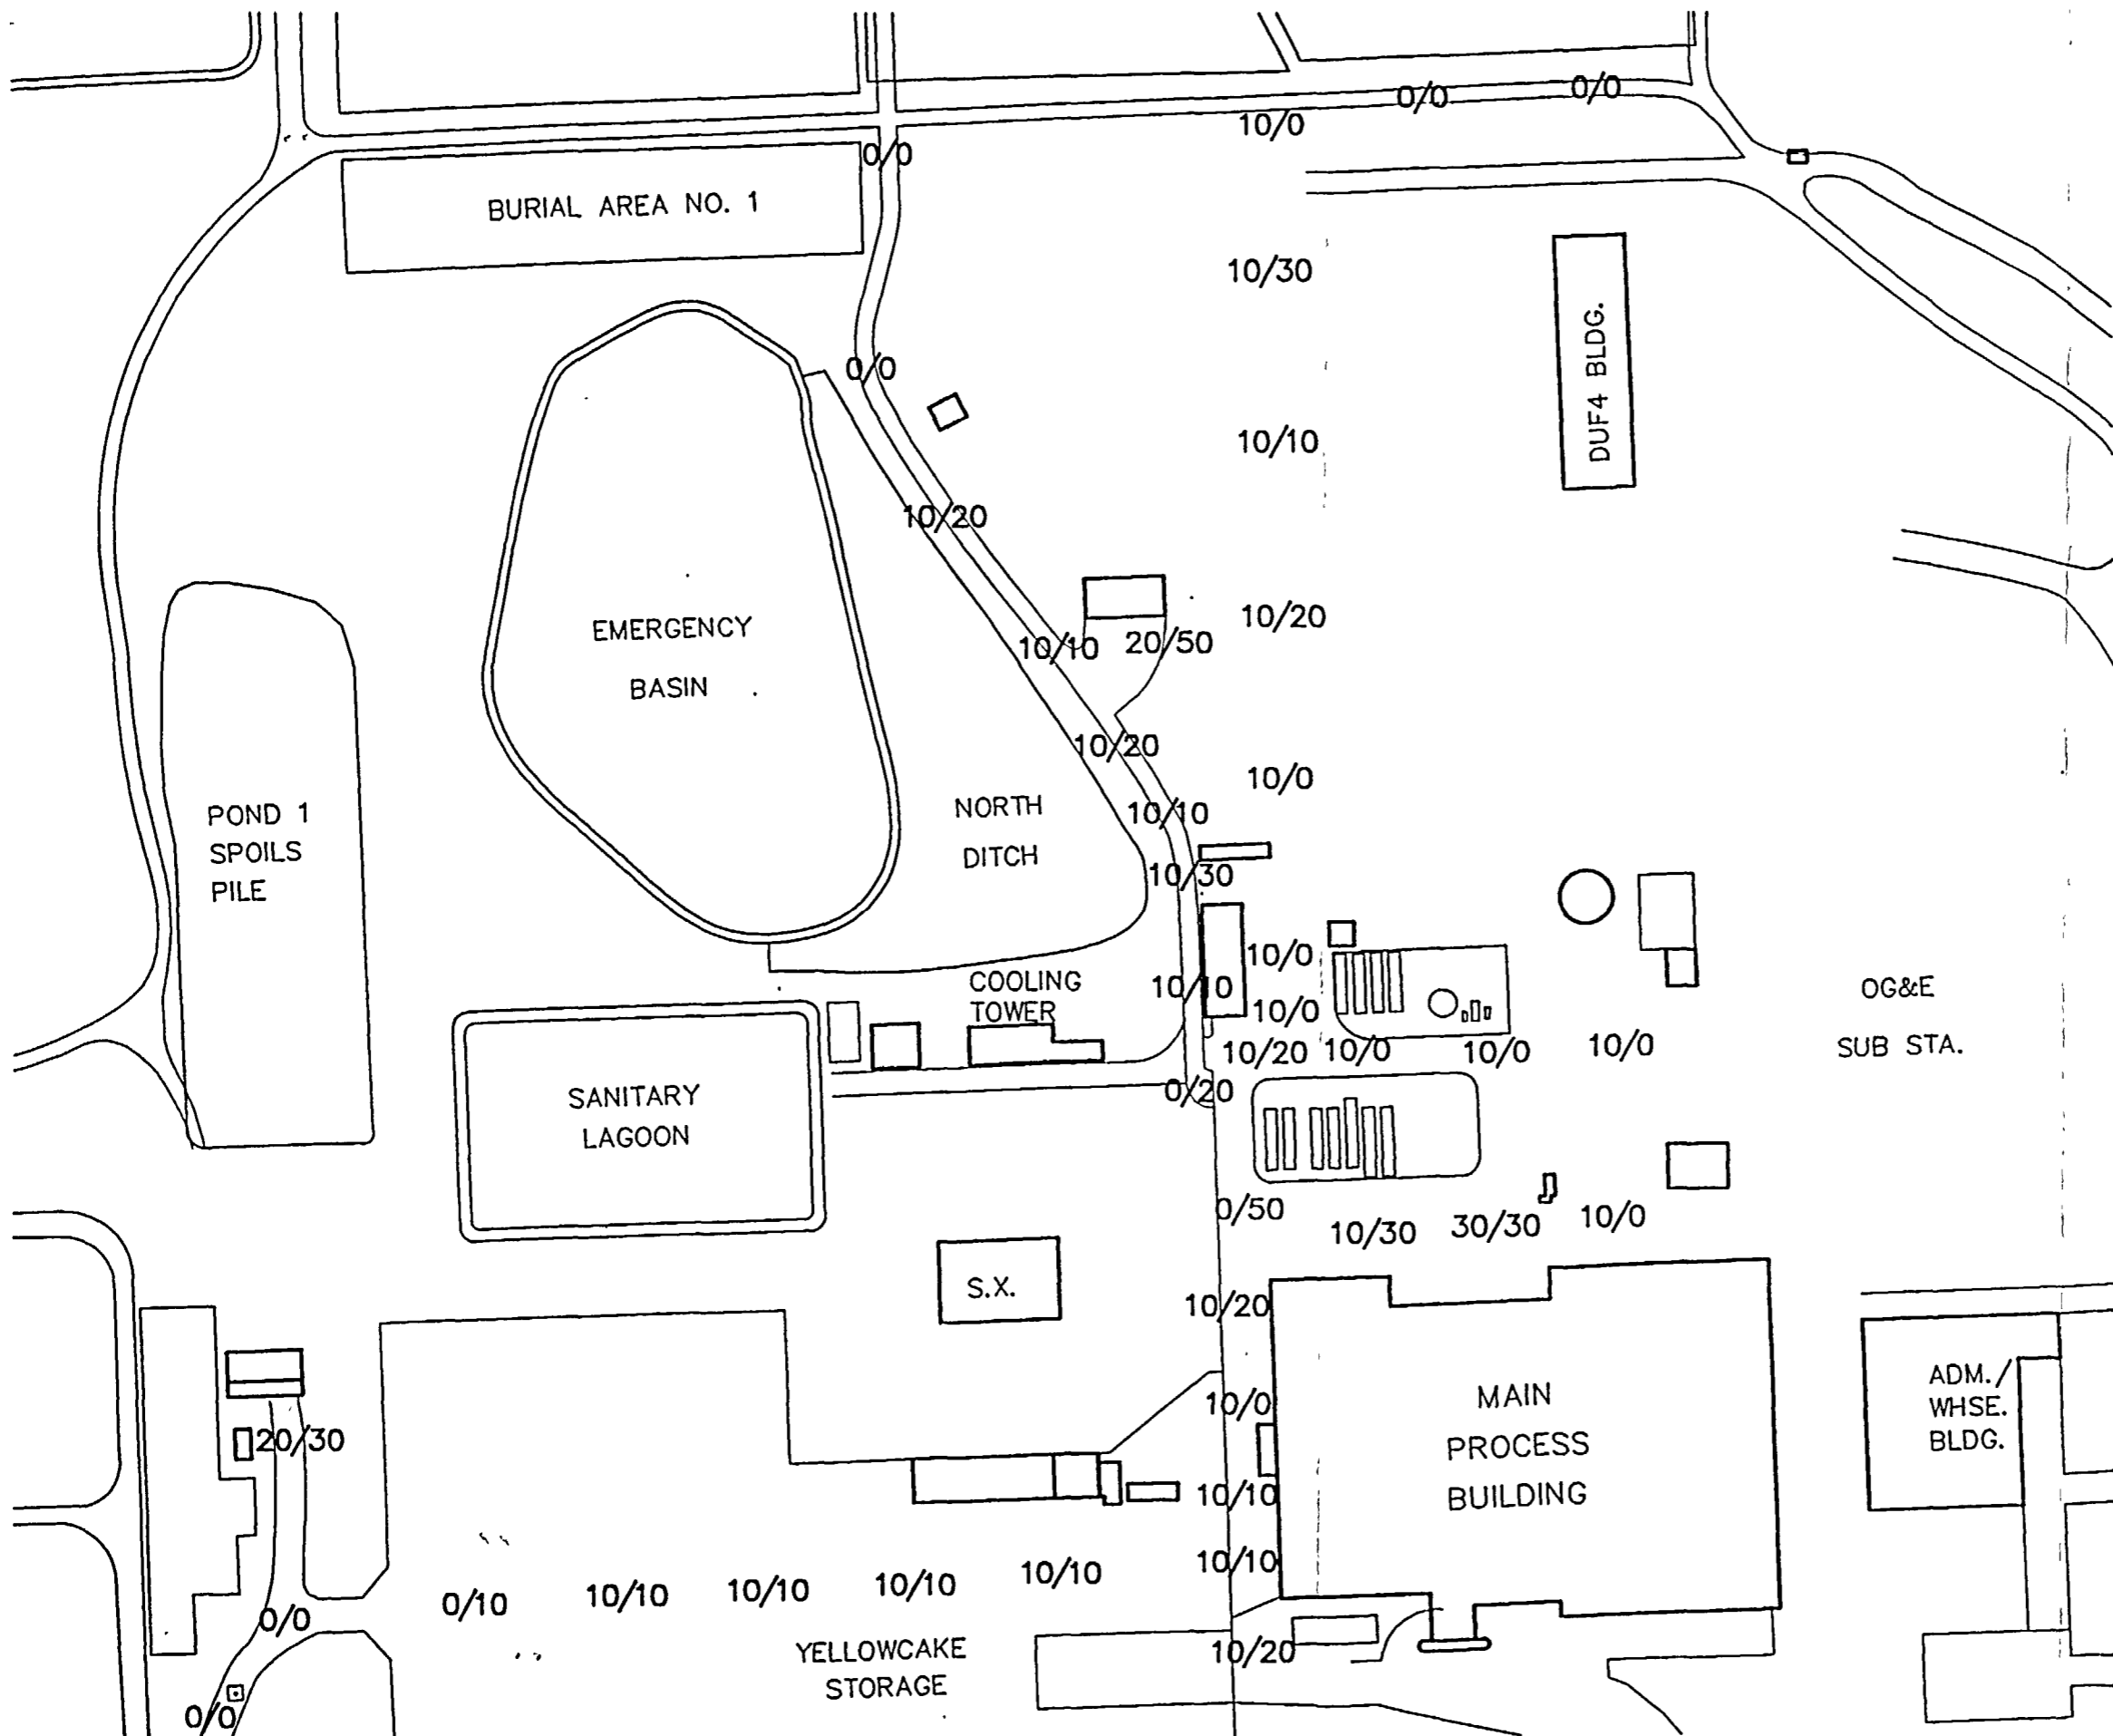 0/0
0/0
10/0
0/0
BURIAL AREA NO. 1
10/30
DUF4 BLDG.
0/0
10/10
10/20
10/20
EMERGENCY
BASIN
10/10
20/50
10/20
10/0
NORTH
DITCH
10/10
POND 1
SPOILS
PILE
10/30
10/0
COOLING
TOWER
10/10
10/0
OG&E
SUB STA.
10/20
10/0
10/0
10/0
0/20
SANITARY
LAGOON
0/50
10/30
30/30
10/0
S.X.
10/20
10/0
MAIN
PROCESS
BUILDING
ADM./
WHSE.
BLDG.
20/30
10/10
10/10
0/10
10/10
10/10
10/10
10/10
0/0
YELLOWCAKE
STORAGE
10/20
0/0